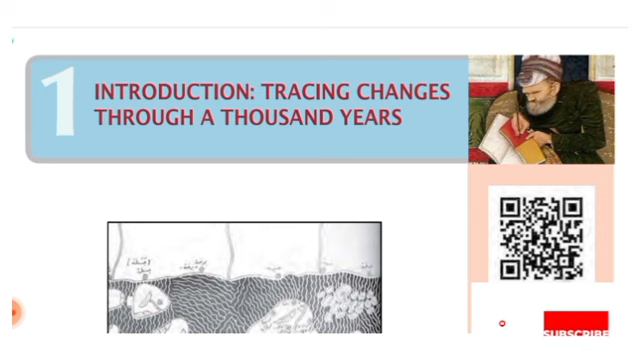 1
INTRODUCTION: TRACING CHANGES
THROUGH A THOUSAND YEARS
SUBSCRIBE